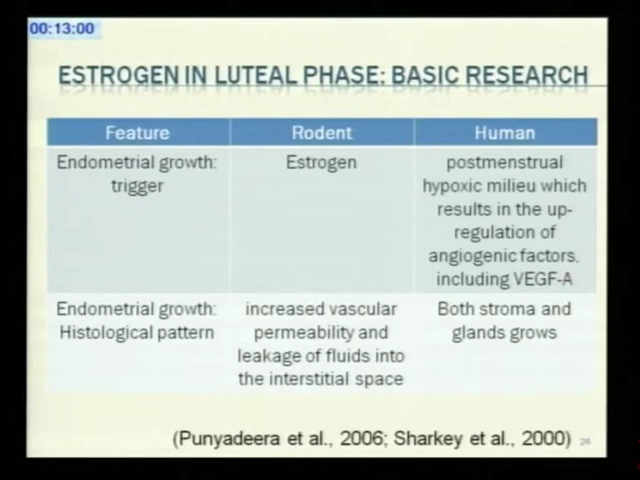 00:13:00
ESTROGEN IN LUTEAL PHASE: BASIC RESEARCH
Feature Rodent Human
Endometrial growth: trigger
Estrogen
postmenstrual
hypoxic milieu which
results in the up-
regulation of
angiogenic factors,
including VEGF-A
Endometrial growth:
Histological pattern
increased vascular
permeability and
leakage of fluids into
the interstitial space
Both stroma and
glands grows
(Punyadeera et al., 2006; Sharkey et al., 2000)
24